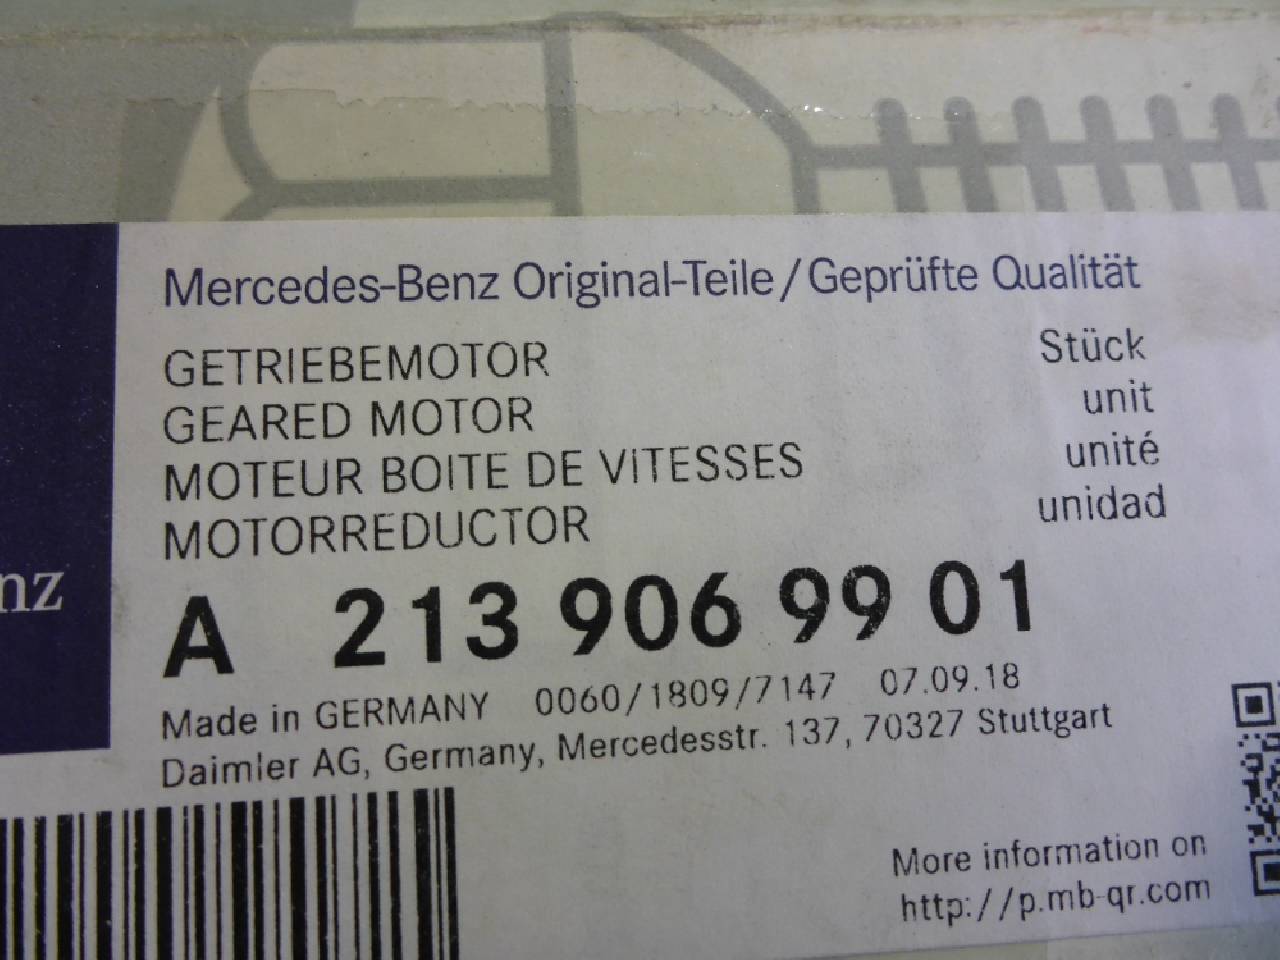 Mercedes-Benz Original-Teile/Geprüfte Qualität
GETRIEBEMOTOR Stück
GEARED MOTOR unit
MOTEUR BOITE DE VITESSES unité
MOTORREDUCTOR unidad
nz
A 213 906 99 01
Made in GERMANY 0060/1809/7147 07.09.18
Daimler AG, Germany, Mercedesstr. 137, 70327 Stuttgart
More information on
http://p.mb-qr.com